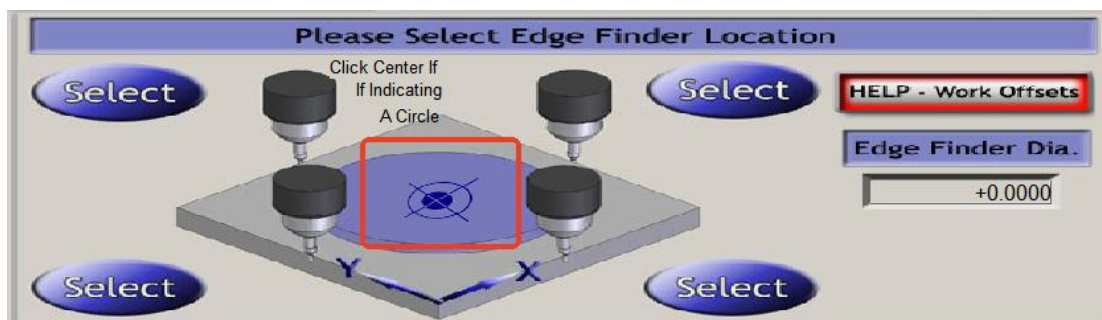 Please Select Edge Finder Location
Select
Click Center If
If Indicating
A Circle
Select
HELP - Work Offsets
Edge Finder Dia.
+0.0000
Y
X
Select
Select